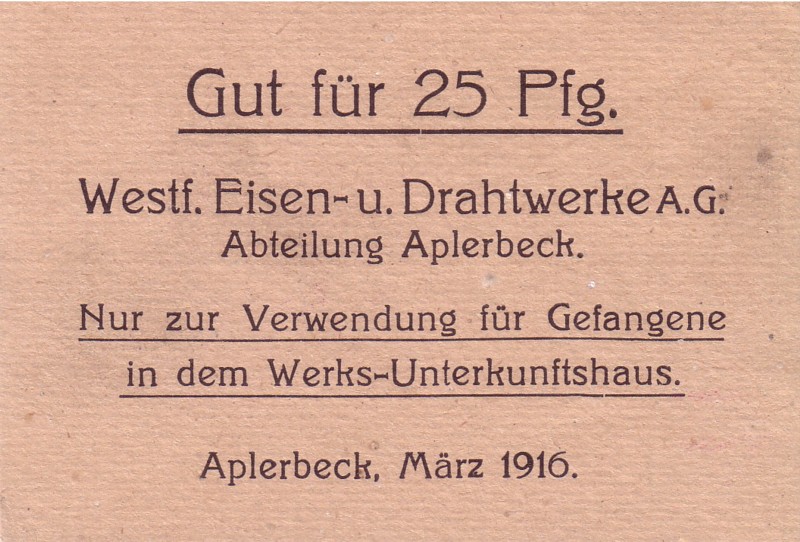 Gut für 25 Pfg.
Westf. Eisen- u. Drahtwerke A.G.
Abteilung Aplerbeck.
Nur zur Verwendung für Gefangene
in dem Werks-Unterkunftshaus.
Aplerbeck, März 1916.